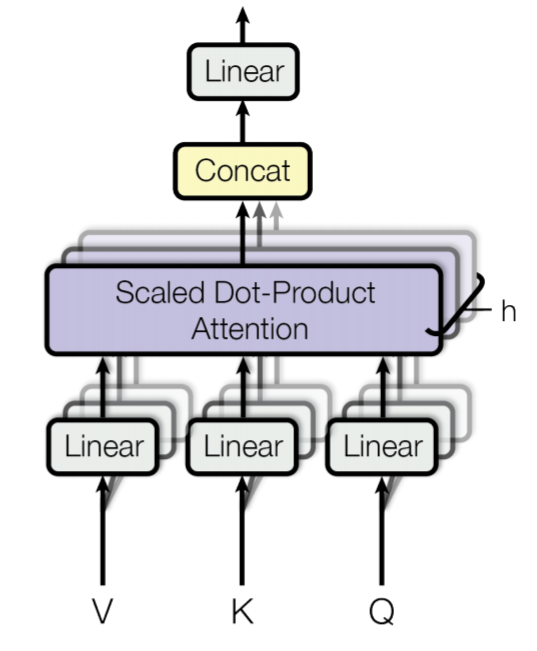 Linear
Concat
Scaled Dot-Product
Attention
h
Linear Linear Linear
V K Q